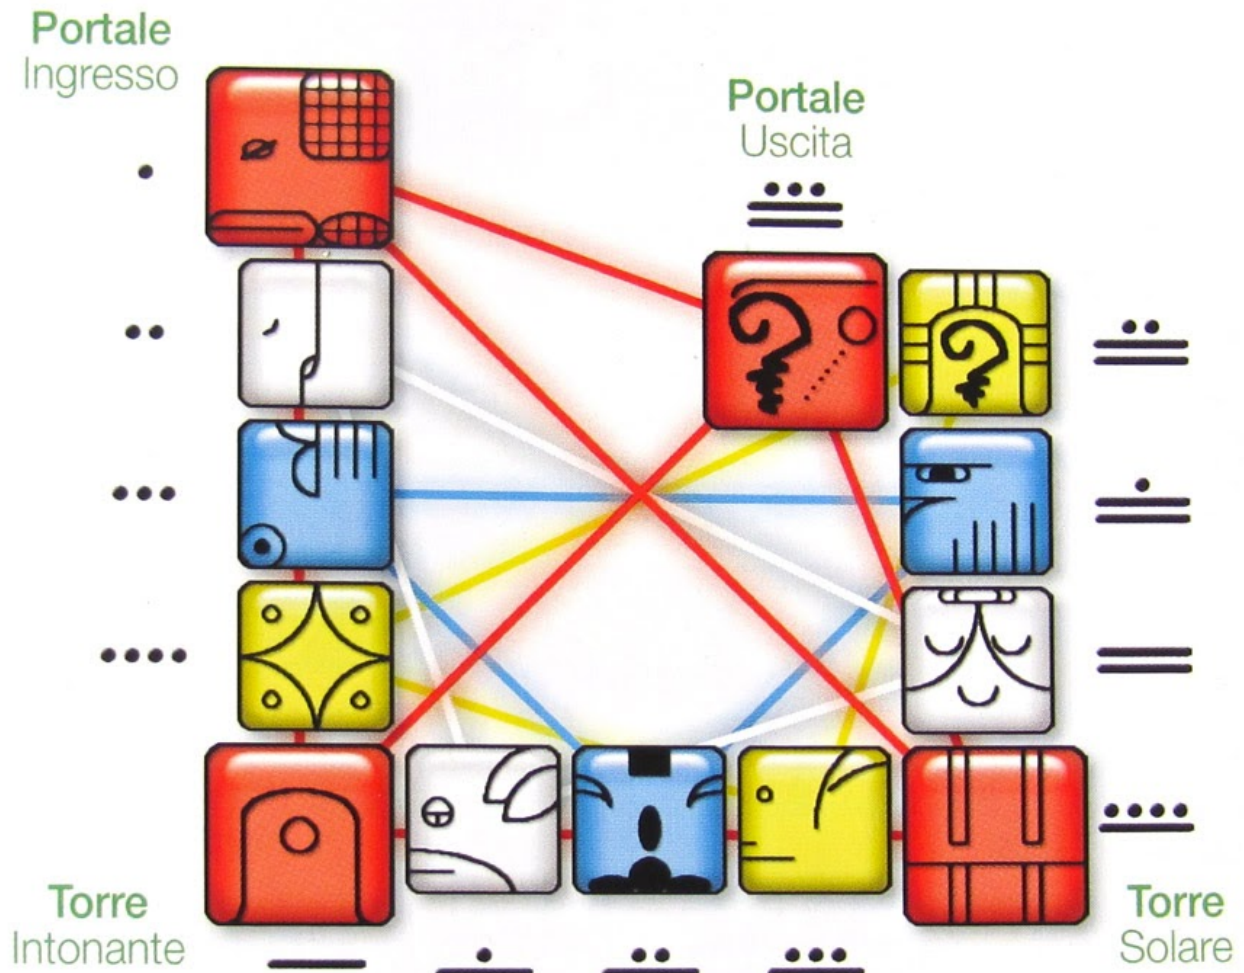 Portale
Ingresso
Portale
Uscita
Torre
Intonante
Torre
Solare